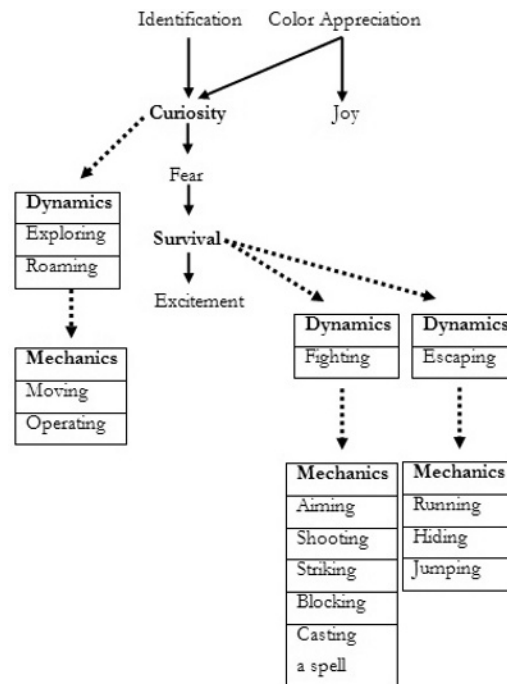 Identification
Color Appreciation
Curiosity
Joy
Fear
Dynamics
Exploring
Roaming
Survival
Excitement
Mechanics
Moving
Operating
Dynamics
Fighting
Dynamics
Escaping
Mechanics
Aiming
Shooting
Striking
Blocking
Casting
a spell
Mechanics
Running
Hiding
Jumping